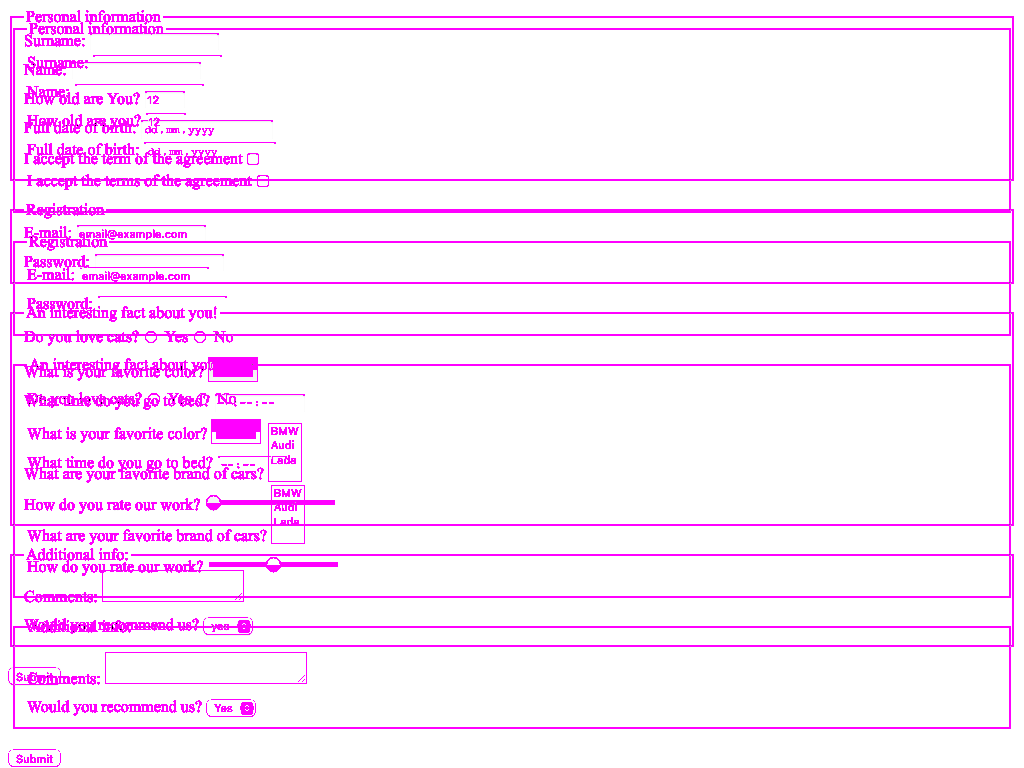 Personal information
Personal information
Surname:
Surname:
Name:
Name:
How old are You? 12
How old are you? 12
Full date of birth: dd.mm.yyyy
Full date of birth: dd.mm.yyyy
I accept the term of the agreement
I accept the terms of the agreement
Registration
E-mail: email@example.com
Registration
Password:
E-mail: email@example.com
Password:
An interesting fact about you!
Do you love cats? Yes No
An interesting fact about you
What is your favorite color?
Do you love cats? Yes No
What time do you go to bed? --:--
What is your favorite color?
BMW
Audi
Lada
What time do you go to bed? --:--
What are your favorite brand of cars?
BMW
Audi
Lada
How do you rate our work?
What are your favorite brand of cars?
Additional info:
How do you rate our work?
Comments:
Would you recommend us? yes
Additional info:
Submit
Comments:
Would you recommend us? Yes
Submit